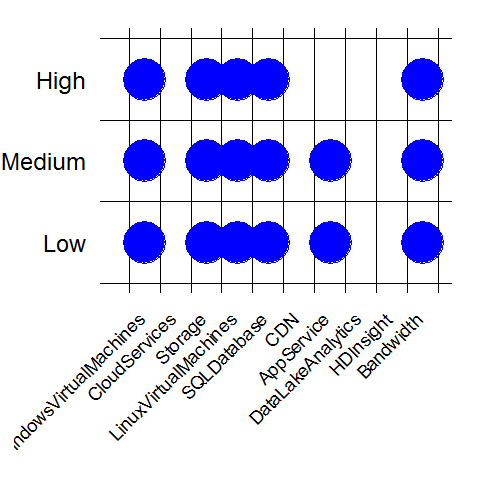 High
Medium
Low
ndowsVirtualMachines
CloudServices
Storage
LinuxVirtualMachines
SQLDatabase
CDN
AppService
DataLakeAnalytics
HDInsight
Bandwidth